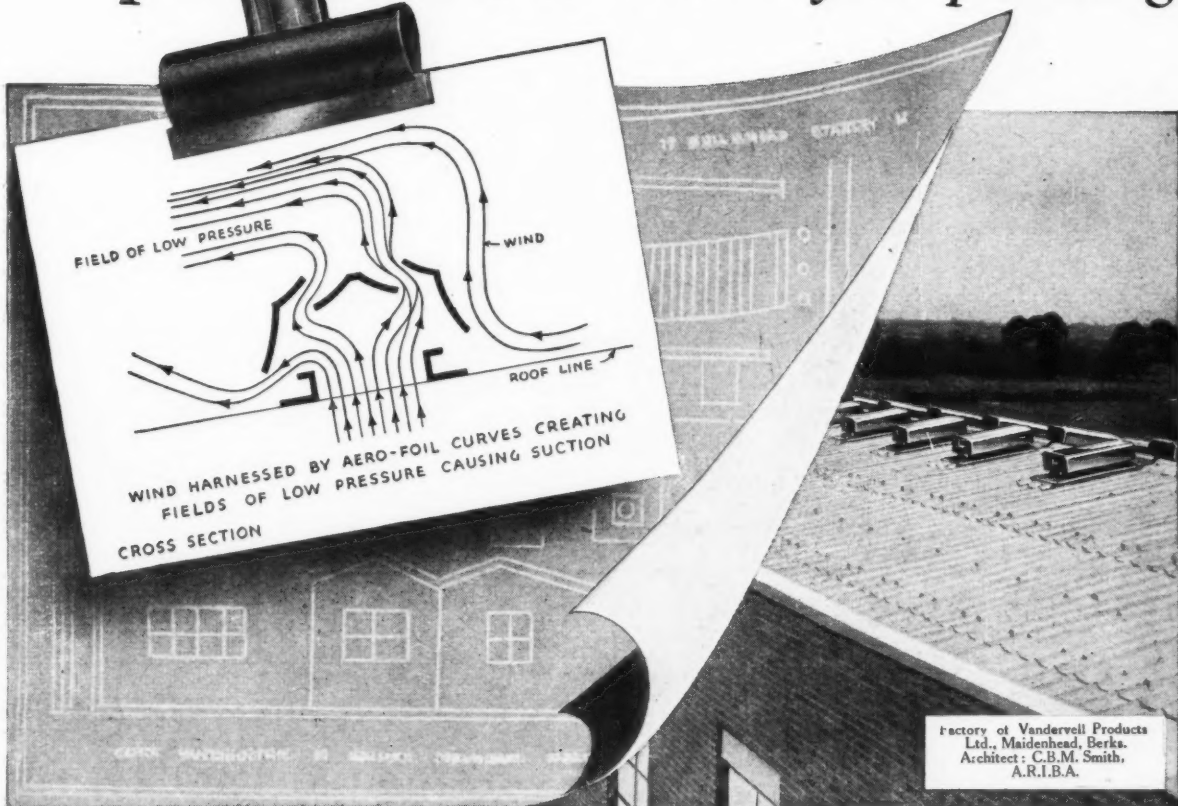 FIELD OF LOW PRESSURE
WIND
ROOF LINE
WIND HARNESSED BY AERO-FOIL CURVES CREATING
FIELDS OF LOW PRESSURE CAUSING SUCTION
CROSS SECTION
Factory of Vandervell Products
Ltd., Maidenhead, Berks.
Architect: C.B.M. Smith,
A.R.I.B.A.